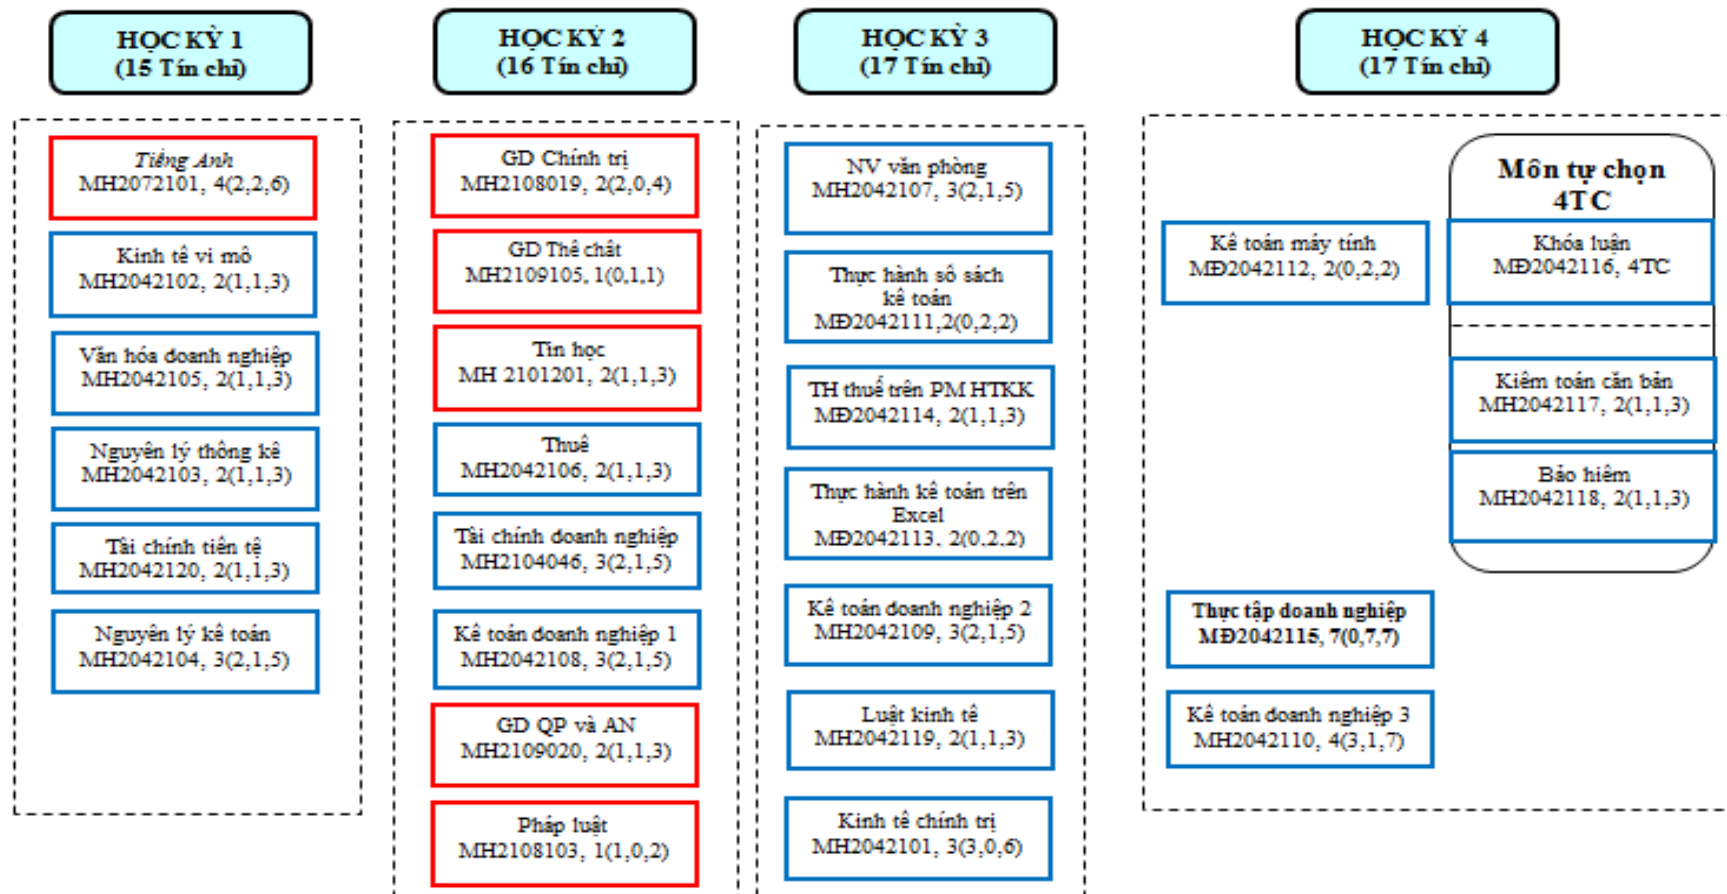 HỌC KỲ 1
(15 Tín chỉ)
Tiếng Anh
MH2072101, 4(2,2,6)
Kinh tế vi mô
MH2042102, 2(1,1,3)
Văn hóa doanh nghiệp
MH2042105, 2(1,1,3)
Nguyên lý thông kê
MH2042103, 2(1,1,3)
Tài chính tiền tệ
MH2042120, 2(1,1,3)
Nguyên lý kế toán
MH2042104, 3(2,1,5)
HỌC KỲ 2
(16 Tín chỉ)
GD Chính trị
MH2108019, 2(2,0,4)
GD Thể chất
MH2109105, 1(0,1,1)
Tin học
MH 2101201, 2(1,1,3)
Thuế
MH2042106, 2(1,1,3)
Tài chính doanh nghiệp
MH2104046, 3(2,1,5)
Kế toán doanh nghiệp 1
MH2042108, 3(2,1,5)
GD QP và AN
MH2109020, 2(1,1,3)
Pháp luật
MH2108103, 1(1,0,2)
HỌC KỲ 3
(17 Tín chỉ)
NV văn phòng
MH2042107, 3(2,1,5)
Thực hành sổ sách
kế toán
MĐ2042111,2(0,2,2)
TH thuế trên PM HTKK
MĐ2042114, 2(1,1,3)
Thực hành kế toán trên
Excel
MĐ2042113, 2(0,2,2)
Kế toán doanh nghiệp 2
MH2042109, 3(2,1,5)
Luật kinh tế
MH2042119, 2(1,1,3)
Kinh tế chính trị
MH2042101, 3(3,0,6)
HỌC KỲ 4
(17 Tín chỉ)
Kế toán máy tính
MĐ2042112, 2(0,2,2)
Môn tự chọn
4TC
Khóa luận
MĐ2042116, 4TC
Kiểm toán căn bản
MH2042117, 2(1,1,3)
Bảo hiểm
MH2042118, 2(1,1,3)
Thực tập doanh nghiệp
MĐ2042115, 7(0,7,7)
Kế toán doanh nghiệp 3
MH2042110, 4(3,1,7)